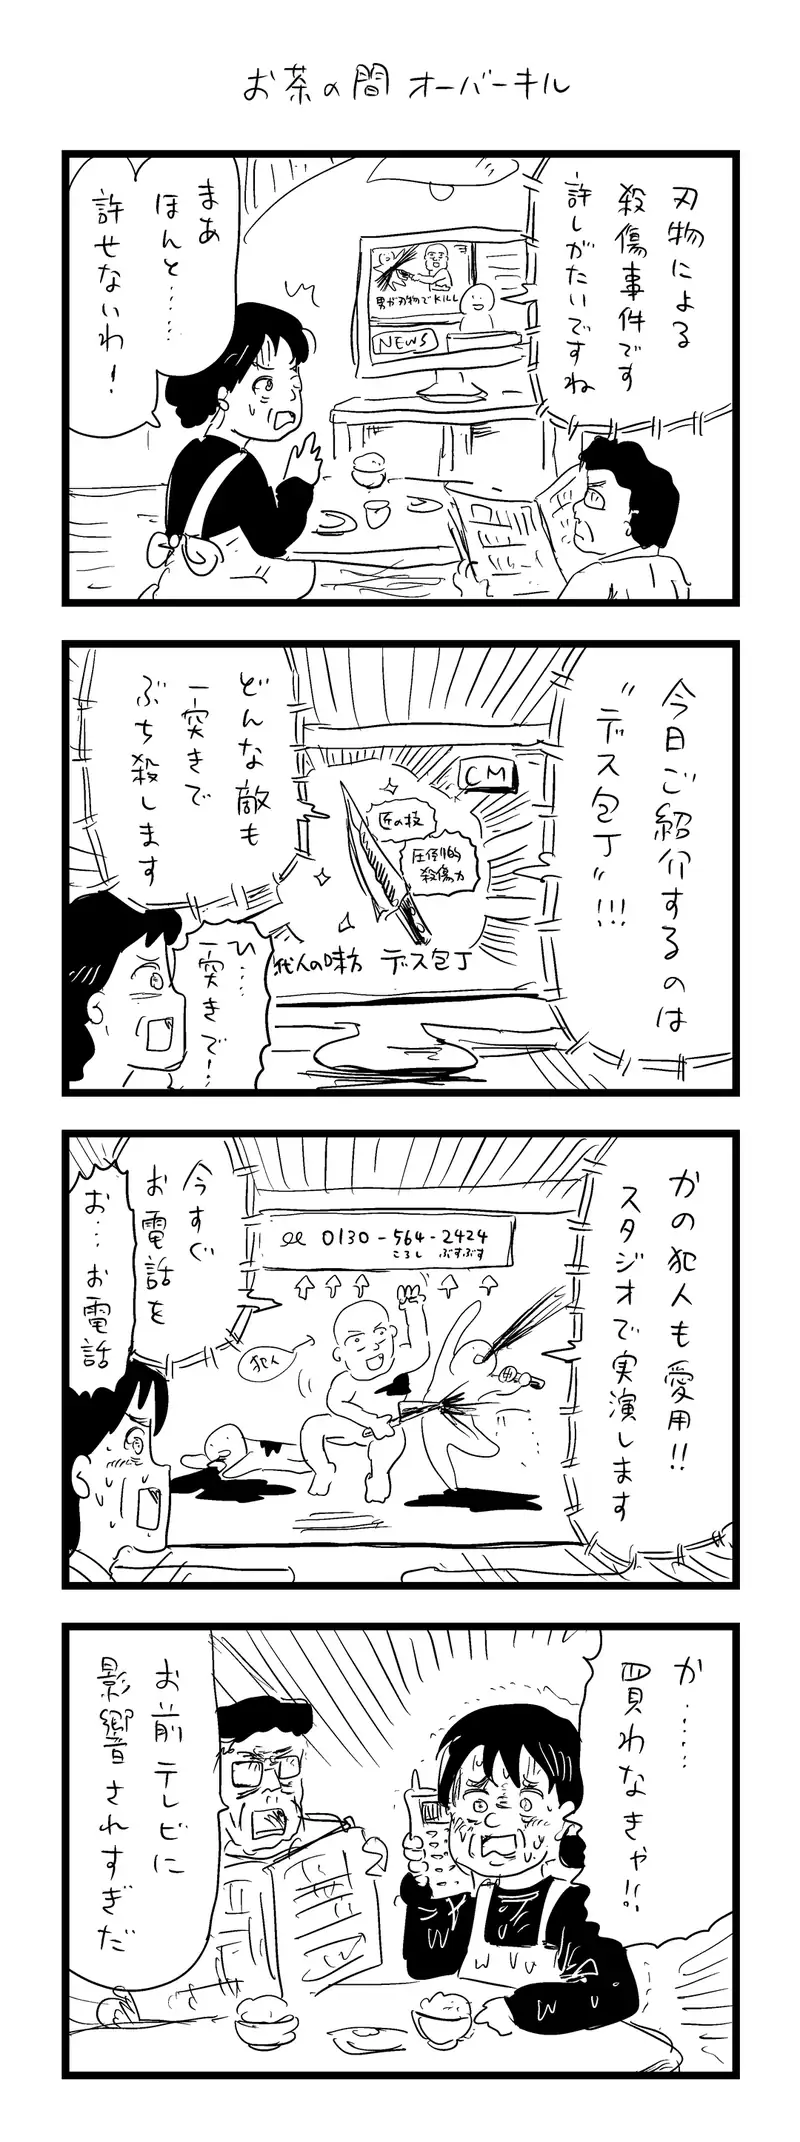 お茶の間 オーバーキル
刃物による
殺傷事件です
許しがたいですね
男が刃物でKILL
NEWS
まあ
ほんと……
許せないわ!
今日ご紹介するのは
“デス包丁”!!!
CM
匠の技
圧倒的
殺傷力
代人の味方 デス包丁
どんな敵も
一突きで
ぶち殺します
ひ…
一突きで!
かの犯人も愛用!!
スタジオで実演します
0130-564-2424
ころし ぶすぶす
犯人
今すぐ
お電話を
お…お電話
か……
買わなきゃ!!
お前テレビに
影響されすぎだ